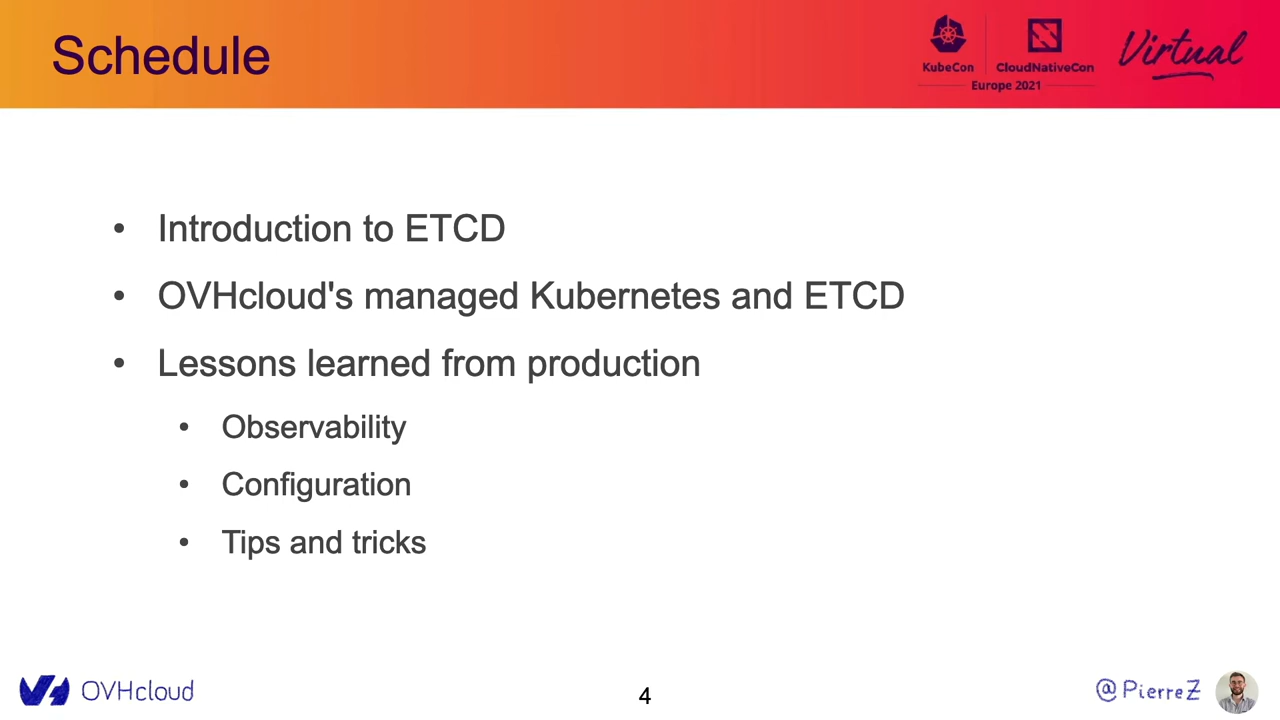 Schedule
KubeCon
CloudNativeCon
Europe 2021
Virtual
• Introduction to ETCD
• OVHcloud's managed Kubernetes and ETCD
• Lessons learned from production
• Observability
• Configuration
• Tips and tricks
OVHcloud
4
@PierreZ